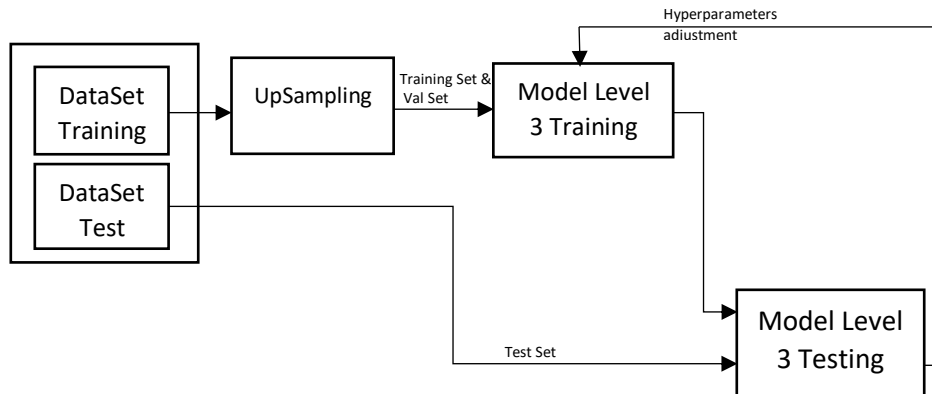 Hyperparameters
adiustment
DataSet
Training
UpSampling
Training Set &
Val Set
Model Level
3 Training
DataSet
Test
Model Level
3 Testing
Test Set